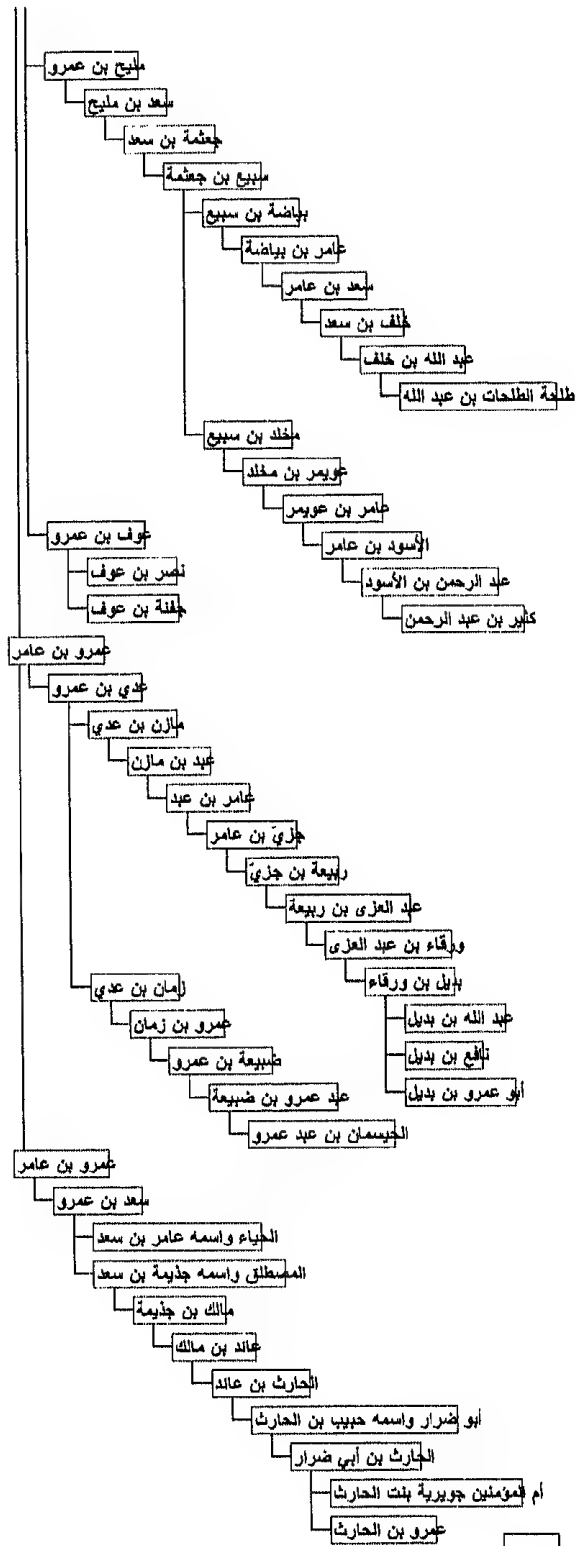 مليح بن عمرو
سعد بن مليح
جعثمة بن سعد
سبيع بن جعثمة
بياضة بن سبيع
عامر بن بياضة
سعد بن عامر
خلف بن سعد
عبد الله بن خلف
طلحة الطلحات بن عبد الله
مخلد بن سبيع
عويمر بن مخلد
عامر بن عويمر
الأسود بن عامر
عبد الرحمن بن الأسود
كثير بن عبد الرحمن
عوف بن عمرو
نصر بن عوف
جفنة بن عوف
عمرو بن عامر
عدي بن عمرو
مازن بن عدي
عبد بن مازن
عامر بن عبد
جزيّ بن عامر
ربيعة بن جزيّ
عبد العزى بن ربيعة
ورقاء بن عبد العزى
بديل بن ورقاء
عبد الله بن بديل
نافع بن بديل
أبو عمرو بن بديل
زمان بن عدي
عمرو بن زمان
ضبيعة بن عمرو
عبد عمرو بن ضبيعة
الحيسمان بن عبد عمرو
عمرو بن عامر
سعد بن عمرو
الحياء واسمه عامر بن سعد
المصطلق واسمه جذيمة بن سعد
مالك بن جذيمة
عائد بن مالك
الحارث بن عائد
أبو ضرار واسمه حبيب بن الحارث
الحارث بن أبي ضرار
أم المؤمنين جويرية بنت الحارث
عمرو بن الحارث